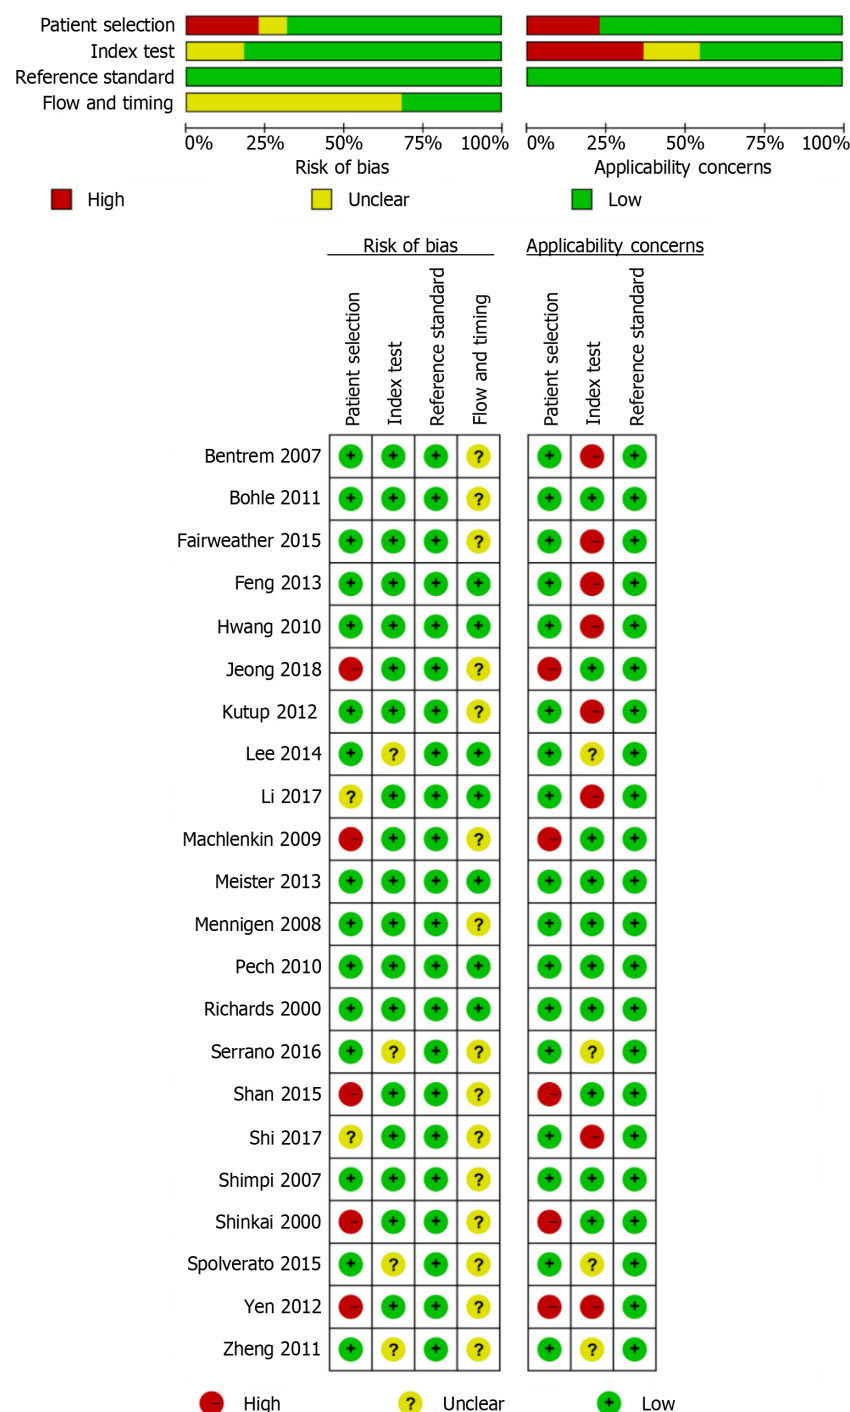 Patient selection
Index test
Reference standard
Flow and timing
0% 25% 50% 75% 100% 0% 25% 50% 75% 100%
Risk of bias Applicability concerns
High Unclear Low
Risk of bias Applicability concerns
Patient selection Index test Reference standard Flow and timing Patient selection Index test Reference standard
Bentrem 2007 + + + ? + - +
Bohle 2011 + + + ? + + +
Fairweather 2015 + + + ? + - +
Feng 2013 + + + + + - +
Hwang 2010 + + + + + - +
Jeong 2018 - + + ? - + +
Kutup 2012 + + + ? + - +
Lee 2014 + ? + + + ? +
Li 2017 ? + + + + - +
Machlenkin 2009 - + + ? - + +
Meister 2013 + + + + + + +
Mennigen 2008 + + + ? + + +
Pech 2010 + + + + + + +
Richards 2000 + + + + + + +
Serrano 2016 + ? + ? + ? +
Shan 2015 - + + ? - + +
Shi 2017 ? + + ? + - +
Shimpi 2007 + + + ? + + +
Shinkai 2000 - + + ? - + +
Spolverato 2015 + ? + ? + ? +
Yen 2012 - + + ? - - +
Zheng 2011 + ? + ? + ? +
- High ? Unclear + Low